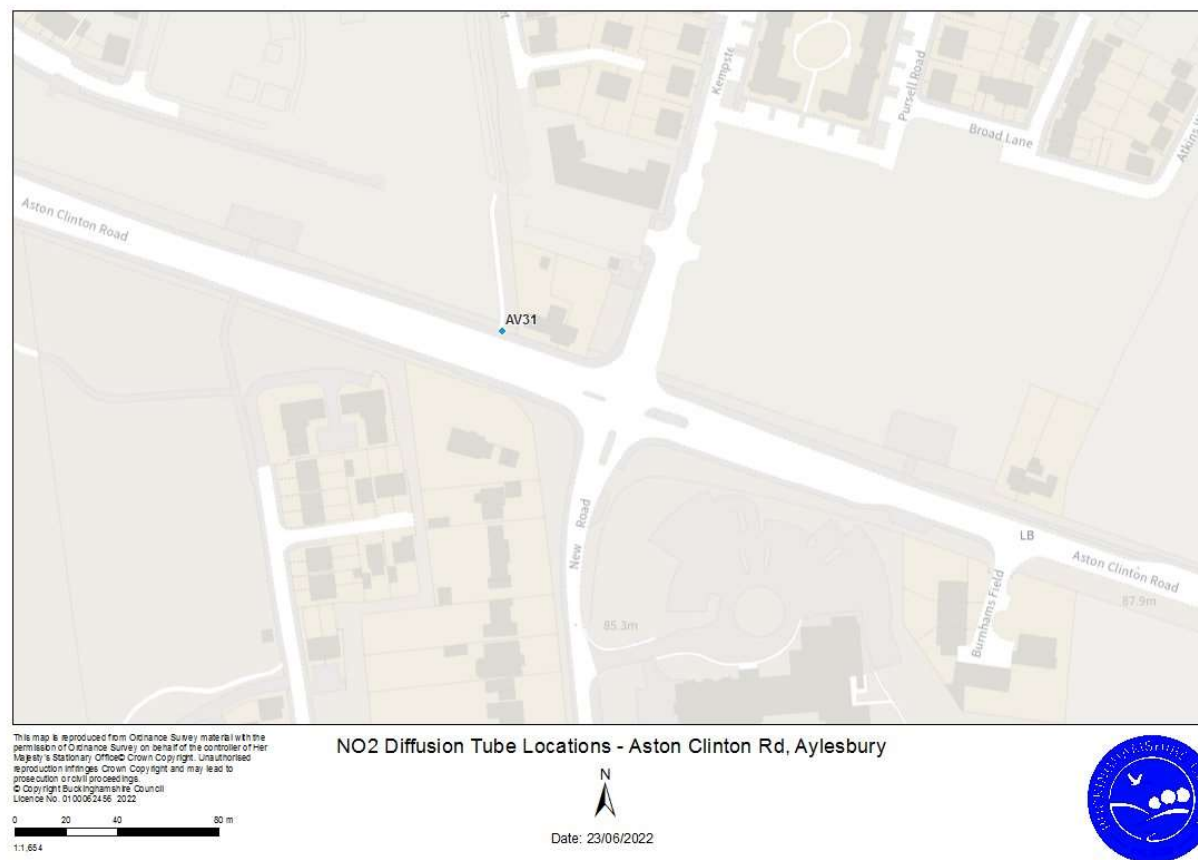 Kempste
Pursell Road
Broad Lane
Aston Clinton Road
AV31
New Road
LB
Aston Clinton Road
87.9m
Burnhams Field
85.3m
This map is reproduced from Ordnance Survey material with the
permission of Ordnance Survey on behalf of the controller of Her
Majesty's Stationary Office© Crown Copyright. Unauthorised
reproduction infringes Crown Copyright and may lead to
prosecution or civil proceedings.
© Copyright Buckinghamshire Council
Licence No. 0100062456 2022
0 20 40 80 m
1:1,654
NO2 Diffusion Tube Locations - Aston Clinton Rd, Aylesbury
N
Date: 23/06/2022